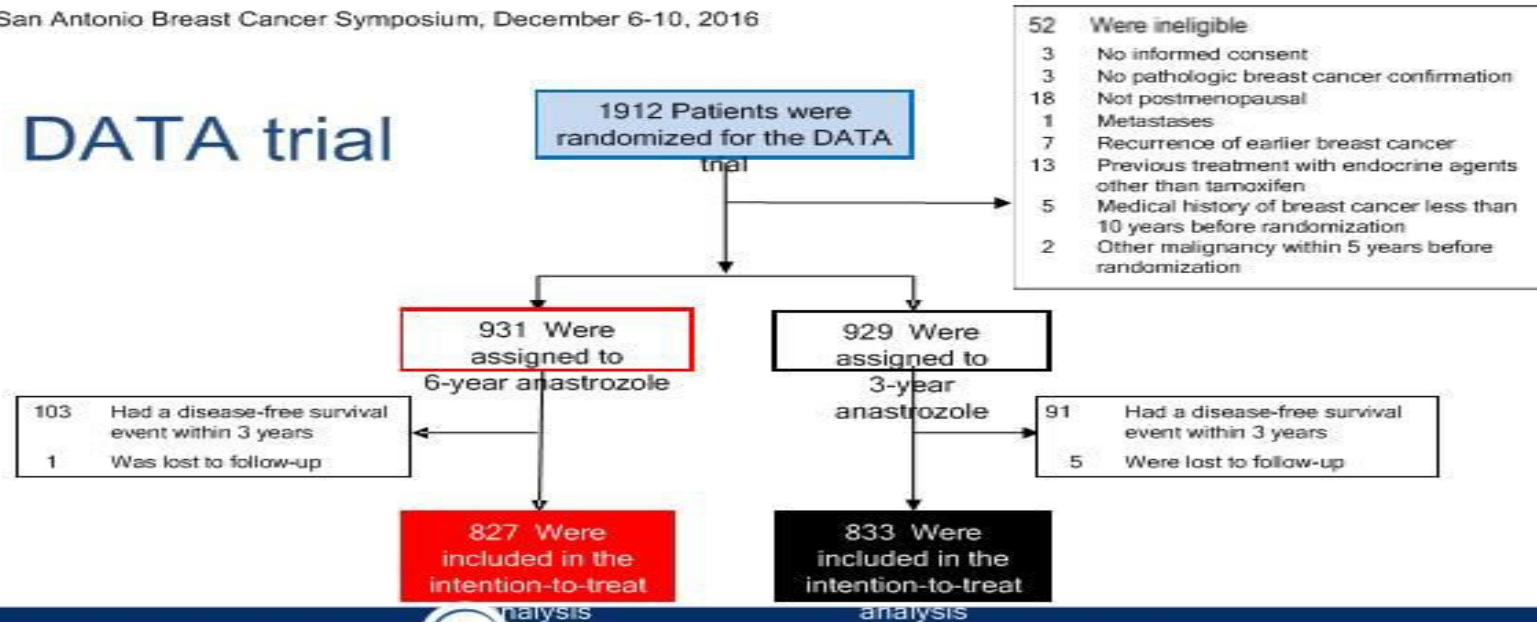 San Antonio Breast Cancer Symposium, December 6-10, 2016
DATA trial
1912 Patients were
randomized for the DATA
trial
52 Were ineligible
3 No informed consent
3 No pathologic breast cancer confirmation
18 Not postmenopausal
1 Metastases
7 Recurrence of earlier breast cancer
13 Previous treatment with endocrine agents
other than tamoxifen
5 Medical history of breast cancer less than
10 years before randomization
2 Other malignancy within 5 years before
randomization
931 Were
assigned to
6-year anastrozole
929 Were
assigned to
3-year
anastrozole
103 Had a disease-free survival
event within 3 years
1 Was lost to follow-up
91 Had a disease-free survival
event within 3 years
5 Were lost to follow-up
827 Were
included in the
intention-to-treat
analysis
833 Were
included in the
intention-to-treat
analysis